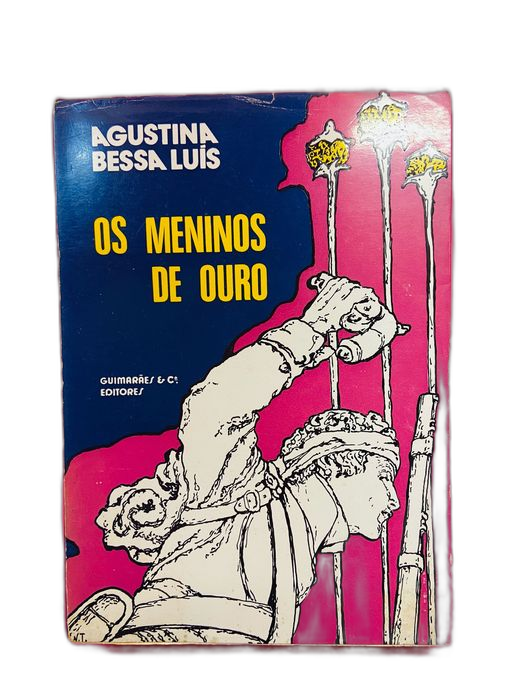 AGUSTINA
BESSA LUÍS
OS MENINOS
DE OURO
GUIMARÃES & Cª
EDITORES
N.T.